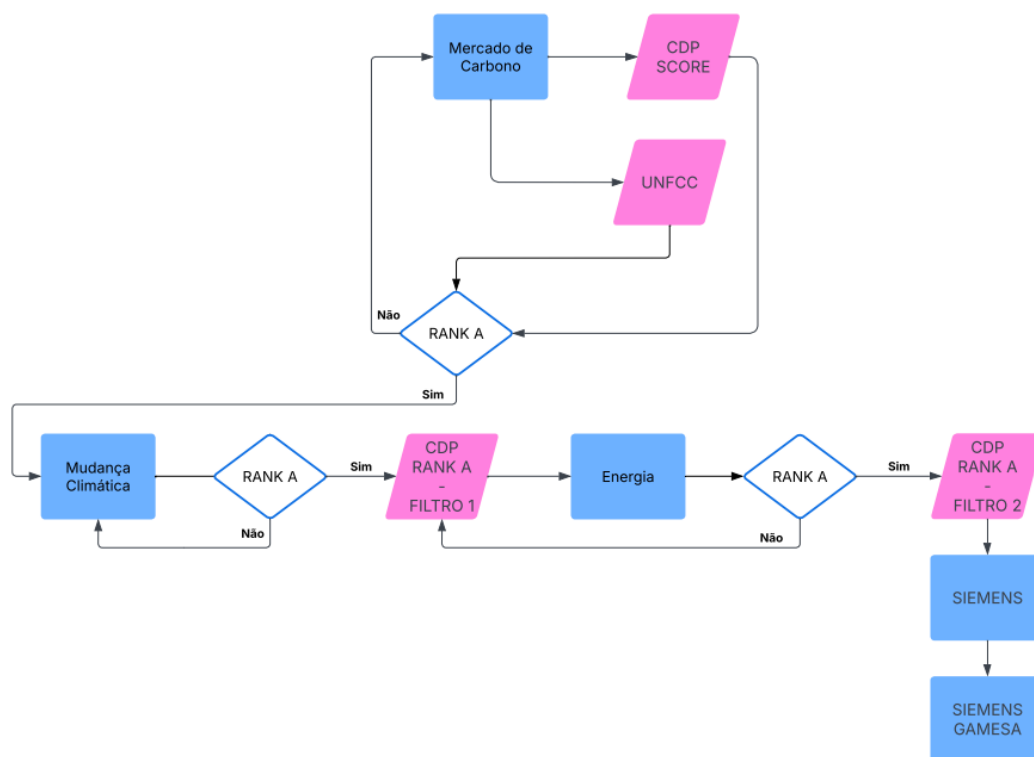 Mercado de
Carbono
CDP
SCORE
UNFCC
Não
RANK A
Sim
Mudança
Climática
RANK A
Sim
Não
CDP
RANK A
-
FILTRO 1
Energia
RANK A
Sim
Não
CDP
RANK A
-
FILTRO 2
SIEMENS
SIEMENS
GAMESA